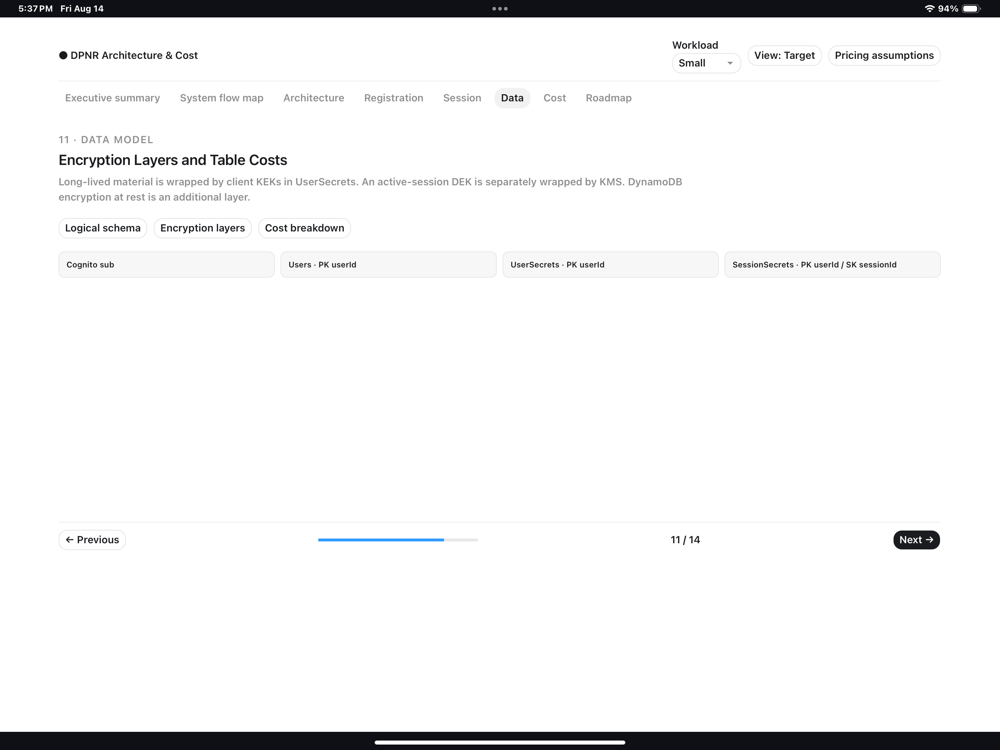 5:37 PM Fri Aug 14
94%
DPNR Architecture & Cost
Workload
Small
View: Target
Pricing assumptions
Executive summary
System flow map
Architecture
Registration
Session
Data
Cost
Roadmap
11 · DATA MODEL
Encryption Layers and Table Costs
Long-lived material is wrapped by client KEKs in UserSecrets. An active-session DEK is separately wrapped by KMS. DynamoDB
encryption at rest is an additional layer.
Logical schema
Encryption layers
Cost breakdown
Cognito sub
Users · PK userId
UserSecrets · PK userId
SessionSecrets · PK userId / SK sessionId
← Previous
11 / 14
Next →